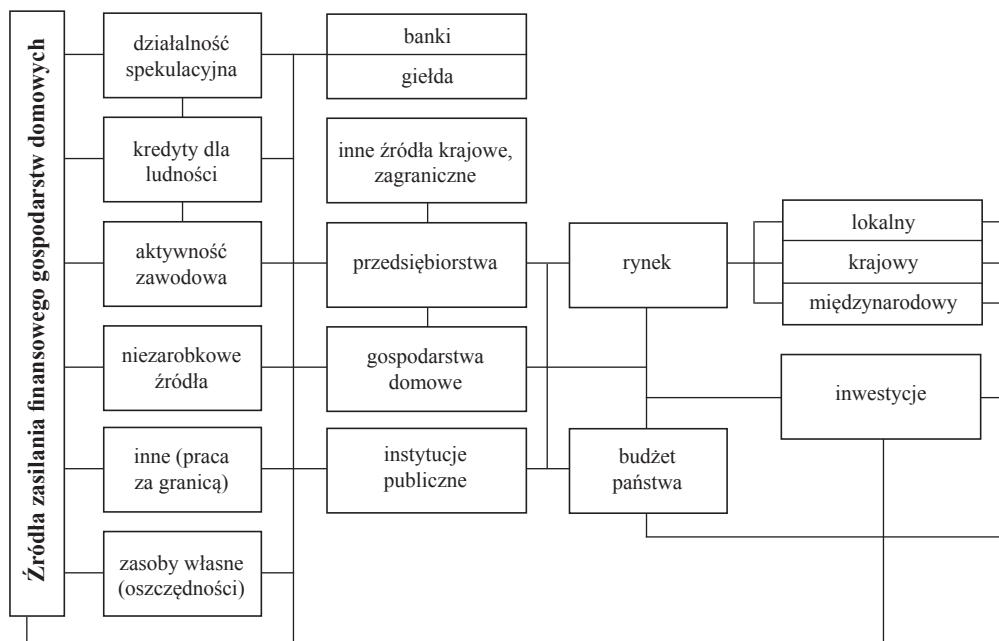 Źródła zasilania finansowego gospodarstw domowych
działalność
spekulacyjna
kredyty dla
ludności
aktywność
zawodowa
niezarobkowe
źródła
inne (praca
za granicą)
zasoby własne
(oszczędności)
banki
giełda
inne źródła krajowe,
zagraniczne
przedsiębiorstwa
gospodarstwa
domowe
instytucje
publiczne
rynek
budżet
państwa
lokalny
krajowy
międzynarodowy
inwestycje